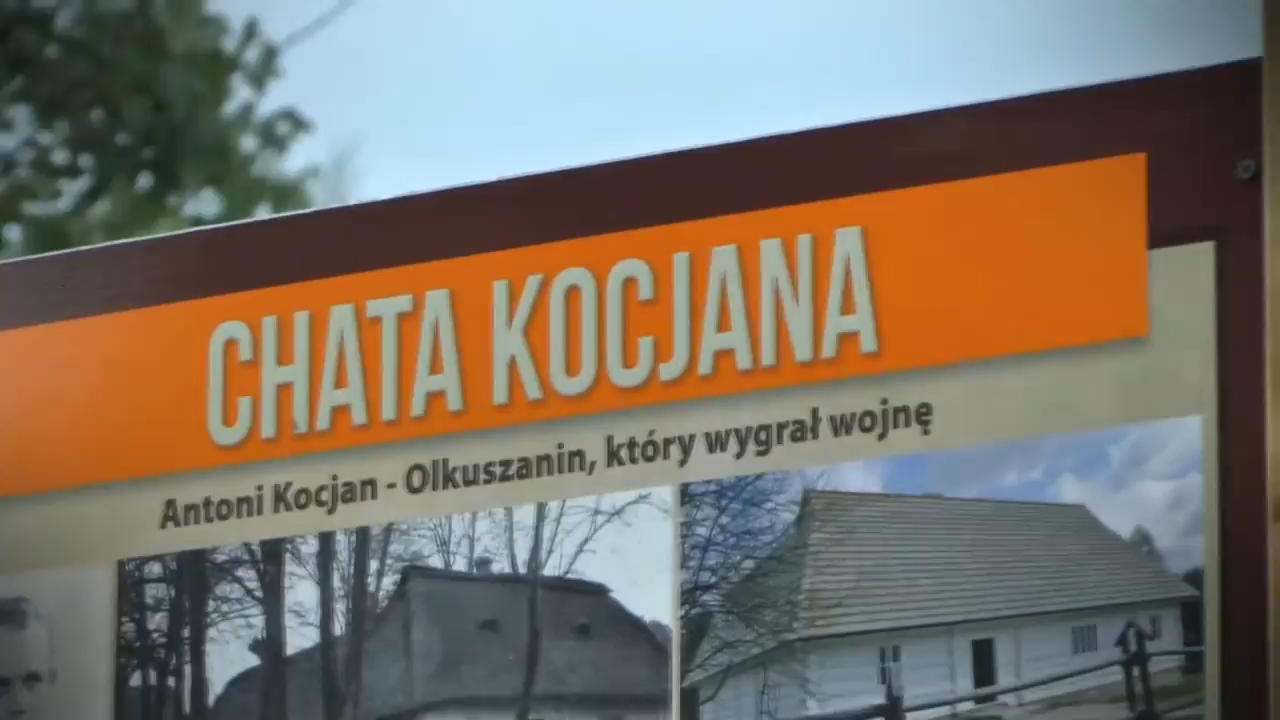 CHATA KOCJANA
Antoni Kocjan - Olkuszanin, który wygrał wojnę